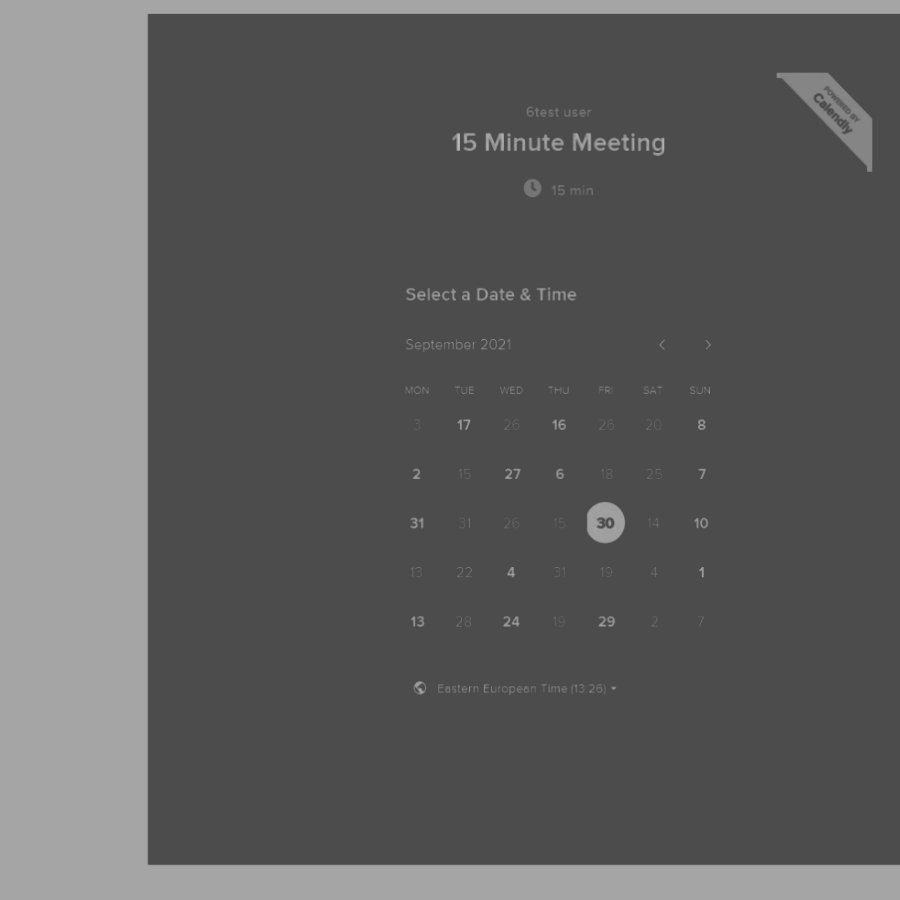 POWERED BY
Calendly
6test user
15 Minute Meeting
15 min
Select a Date & Time
September 2021
MON TUE WED THU FRI SAT SUN
3 17 26 16 26 20 8
2 15 27 6 18 25 7
31 31 26 15 30 14 10
13 22 4 31 19 4 1
13 28 24 19 29 2 7
Eastern European Time (13:26)